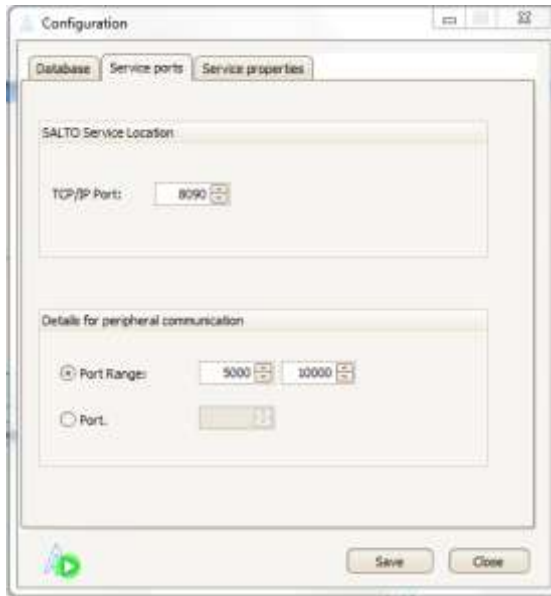 Configuration
Database Service ports Service properties
SALTO Service Location
TCP/IP Port: 8090
Details for peripheral communication
Port Range: 5000 10000
Port.
Save Close